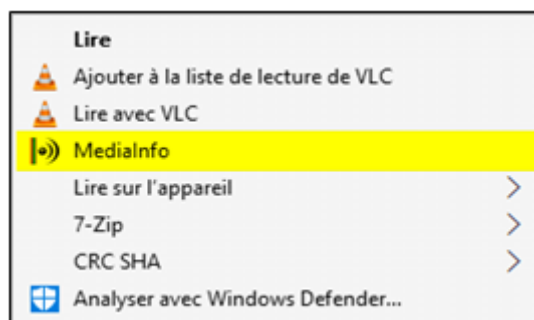 Lire
Ajouter à la liste de lecture de VLC
Lire avec VLC
MediaInfo
Lire sur l'appareil
7-Zip
CRC SHA
Analyser avec Windows Defender...